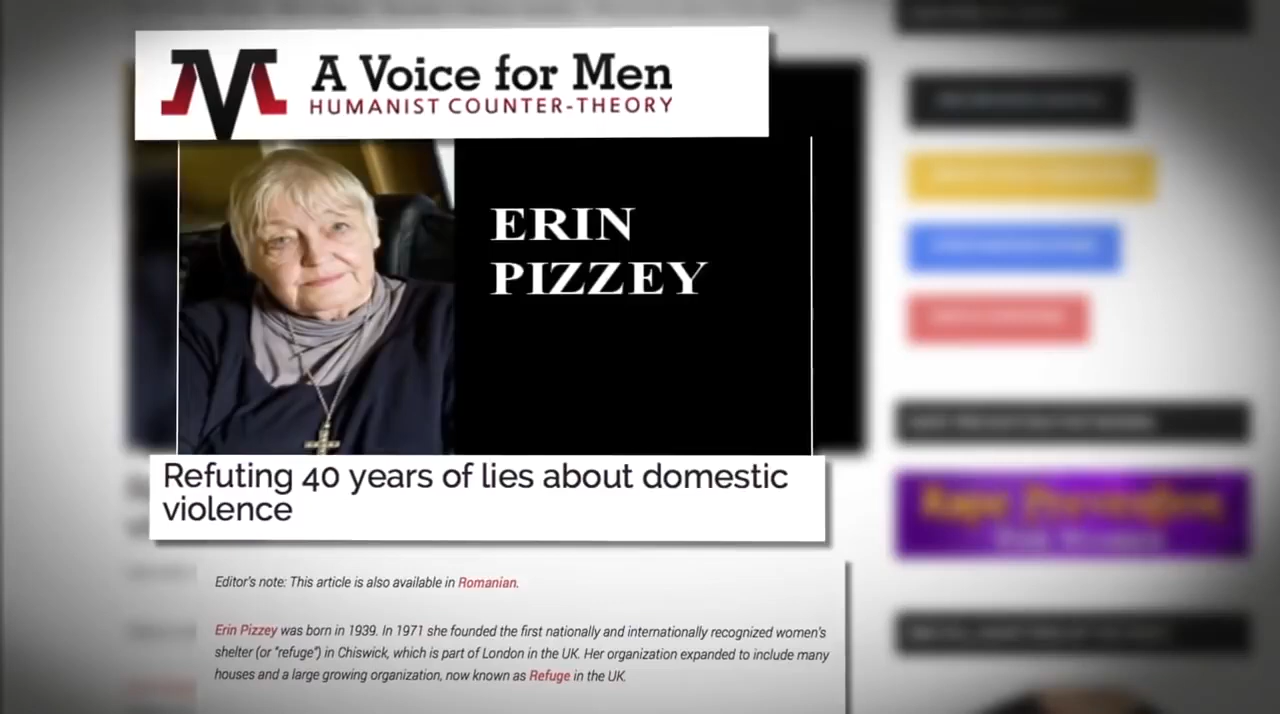 A Voice for Men
HUMANIST COUNTER-THEORY
ERIN
PIZZEY
Refuting 40 years of lies about domestic
violence
Editor's note: This article is also available in Romanian.
Erin Pizzey was born in 1939. In 1971 she founded the first nationally and internationally recognized women's
shelter (or "refuge") in Chiswick, which is part of London in the UK. Her organization expanded to include many
houses and a large growing organization, now known as Refuge in the UK.